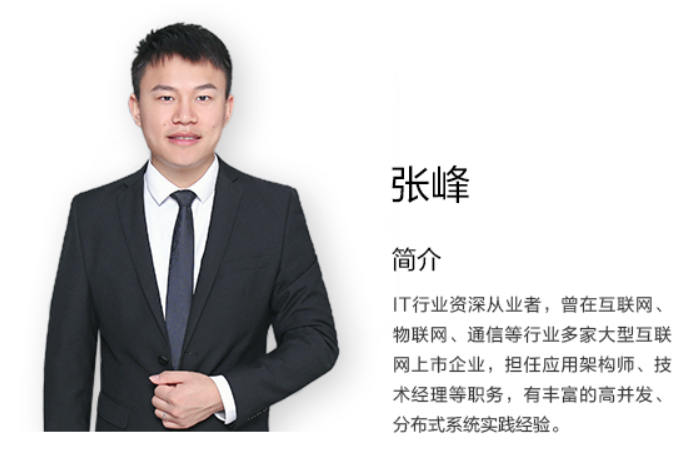 张峰
简介
IT行业资深从业者，曾在互联网、
物联网、通信等行业多家大型互联
网上市企业，担任应用架构师、技
术经理等职务，有丰富的高并发、
分布式系统实践经验。